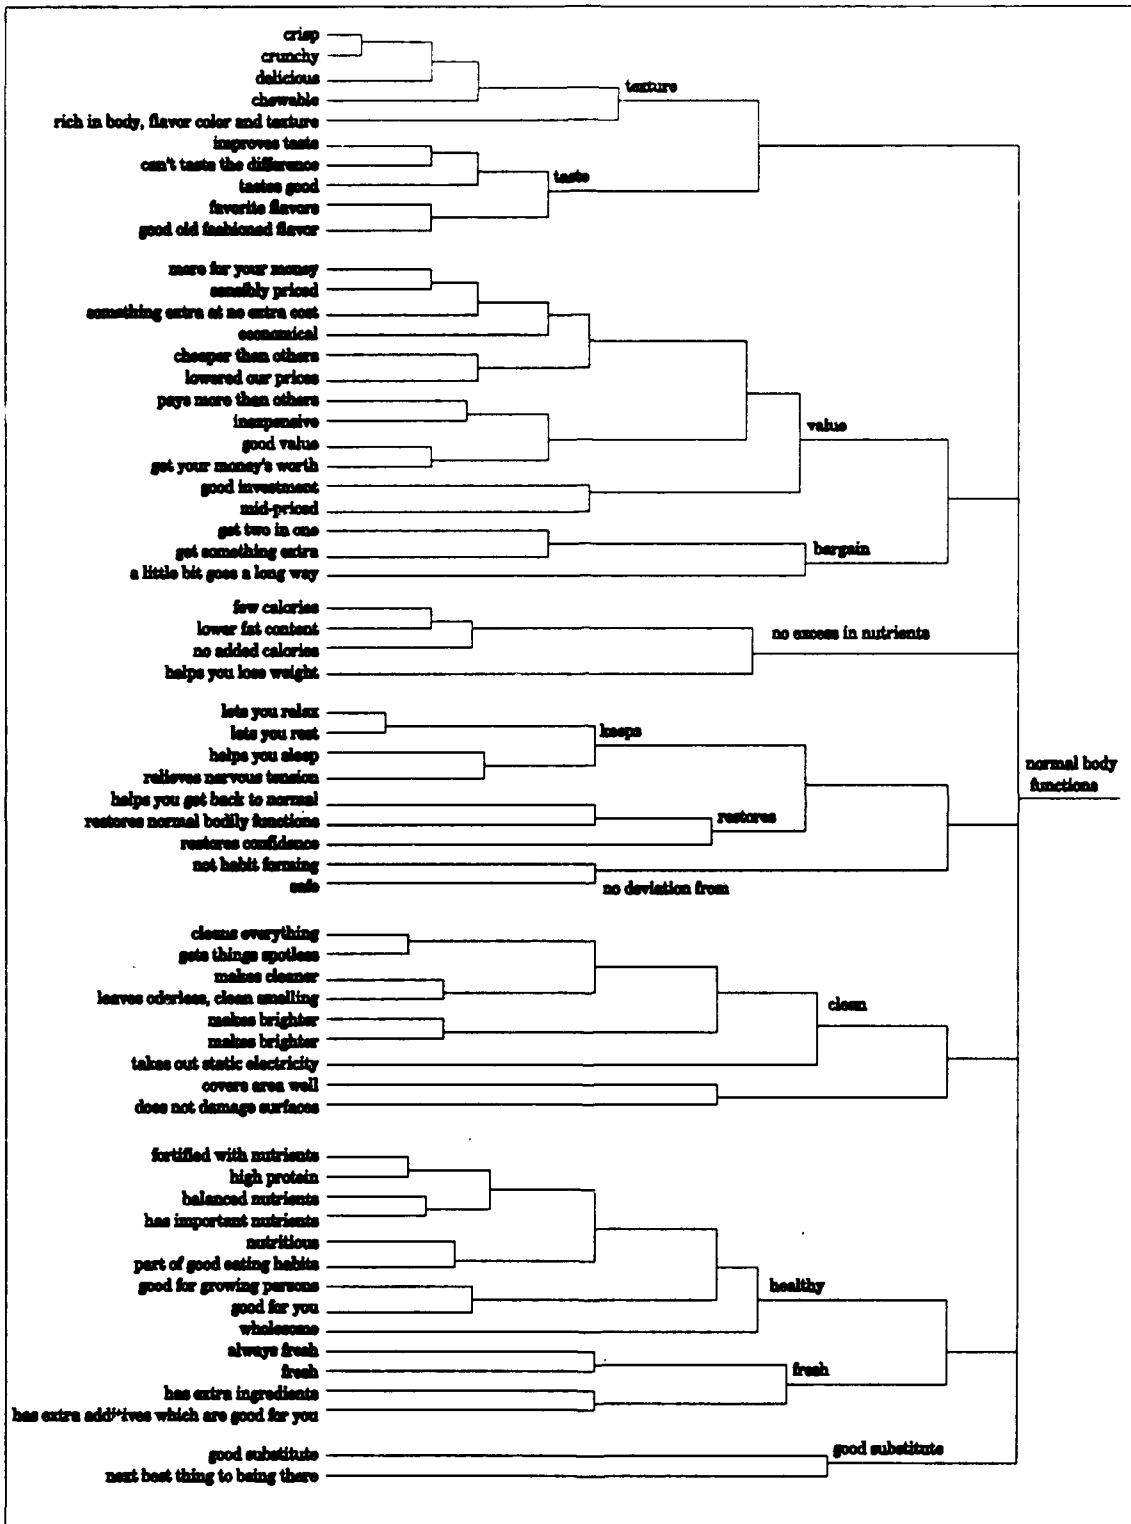 crisp
crunchy
delicious
chewable
texture
rich in body, flavor color and texture
improves taste
can't taste the difference
taste
tastes good
favorite flavors
good old fashioned flavor
more for your money
sensibly priced
something extra at no extra cost
economical
cheaper than others
lowered our prices
pays more than others
inexpensive
value
good value
get your money's worth
good investment
mid-priced
get two in one
get something extra
bargain
a little bit goes a long way
few calories
lower fat content
no excess in nutrients
no added calories
helps you lose weight
lets you relax
lets you rest
keeps
helps you sleep
relieves nervous tension
normal body
functions
helps you get back to normal
restores normal bodily functions
restores
restores confidence
not habit forming
safe
no deviation from
cleans everything
gets things spotless
makes cleaner
leaves odorless, clean smelling
clean
makes brighter
makes brighter
takes out static electricity
covers area well
does not damage surfaces
fortified with nutrients
high protein
balanced nutrients
has important nutrients
nutritious
part of good eating habits
good for growing persons
healthy
good for you
wholesome
always fresh
fresh
fresh
has extra ingredients
has extra additives which are good for you
good substitute
good substitute
next best thing to being there